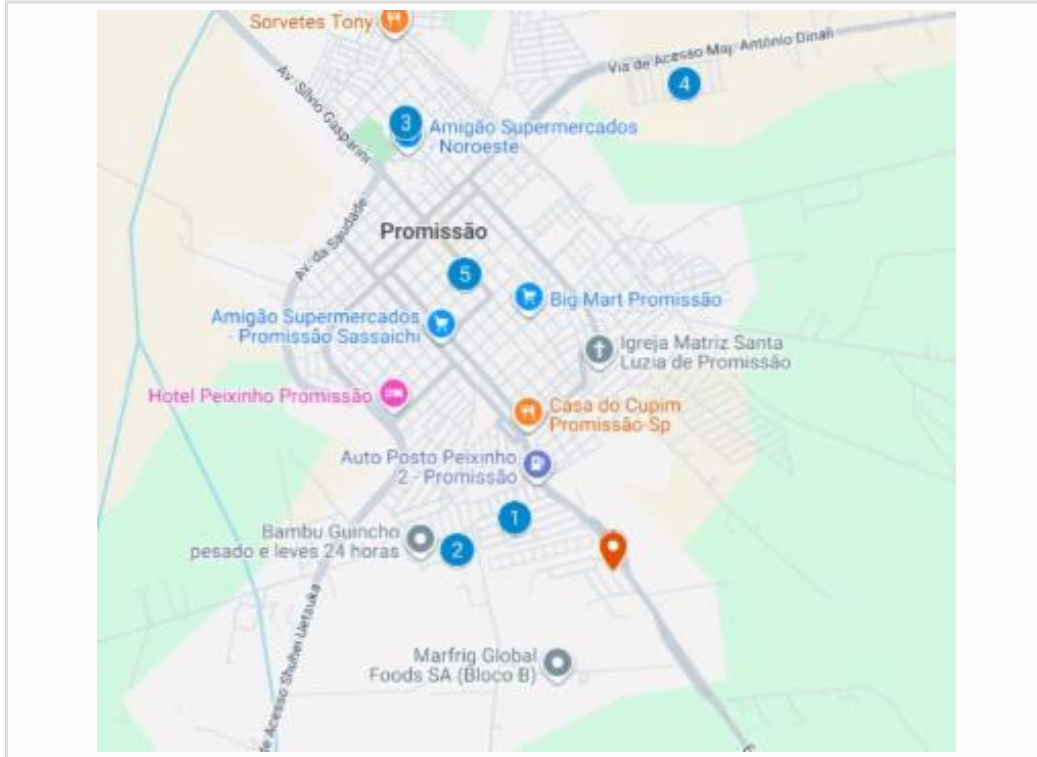 Sorvetes Tony
Via de Acesso Maj. Antônio Dinali
4
Av. Sílvio Gasparini
3
Amigão Supermercados
- Noroeste
Av. da Saudade
Promissão
5
Big Mart Promissão
Amigão Supermercados
- Promissão Sassaichi
Igreja Matriz Santa
Luzia de Promissão
Hotel Peixinho Promissão
Casa do Cupim
Promissão Sp
Auto Posto Peixinho
2 - Promissão
1
Bambu Guincho
pesado e leves 24 horas
2
de Acesso Shuhei Uetsuka
Marfrig Global
Foods SA (Bloco B)